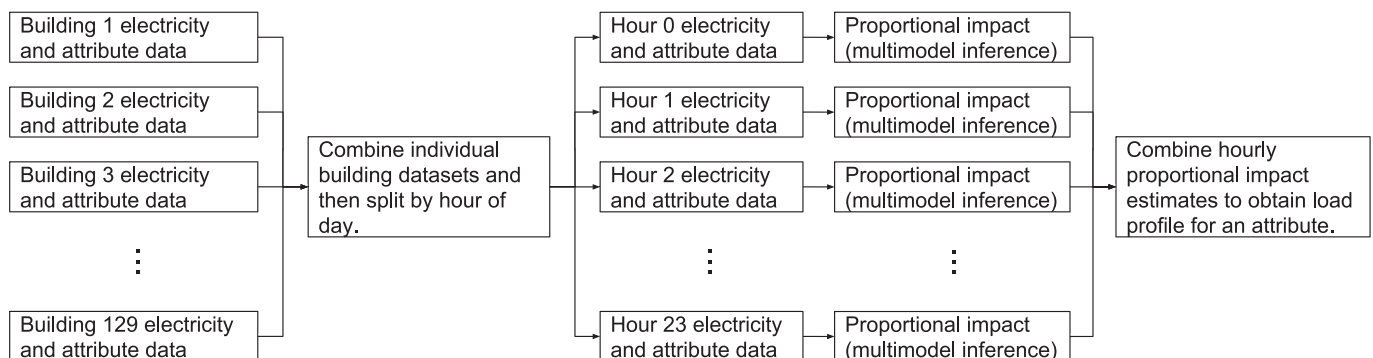 Building 1 electricity
and attribute data
Building 2 electricity
and attribute data
Building 3 electricity
and attribute data
Building 129 electricity
and attribute data
Combine individual
building datasets and
then split by hour of
day.
Hour 0 electricity
and attribute data
Hour 1 electricity
and attribute data
Hour 2 electricity
and attribute data
Hour 23 electricity
and attribute data
Proportional impact
(multimodel inference)
Proportional impact
(multimodel inference)
Proportional impact
(multimodel inference)
Proportional impact
(multimodel inference)
Combine hourly
proportional impact
estimates to obtain load
profile for an attribute.